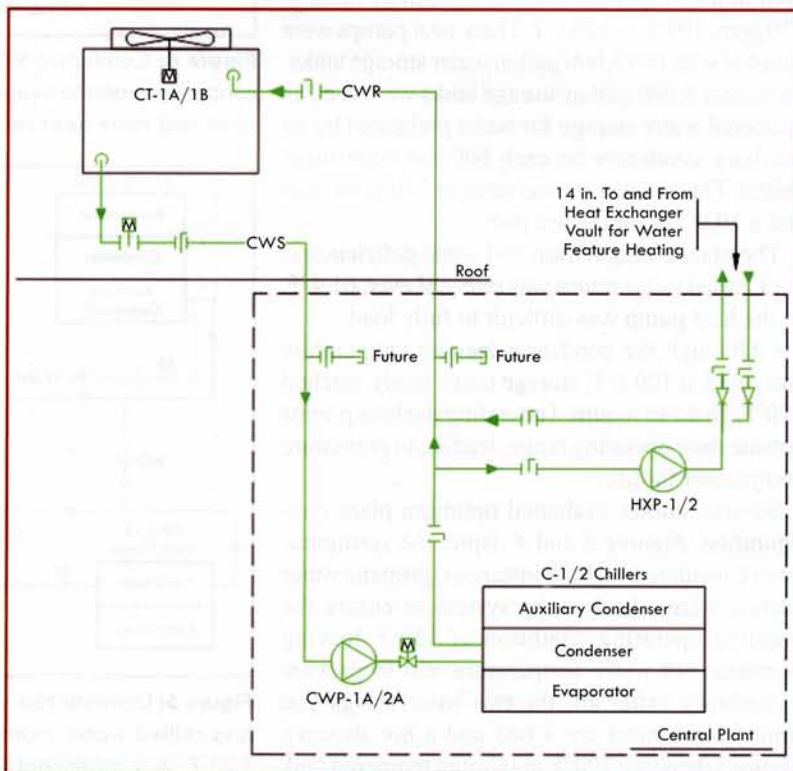 CT-1A/1B
M
CWR
M
CWS
14 in. To and From
Heat Exchanger
Vault for Water
Feature Heating
Roof
Future
Future
HXP-1/2
C-1/2 Chillers
Auxiliary Condenser
Condenser
Evaporator
M
CWP-1A/2A
Central Plant